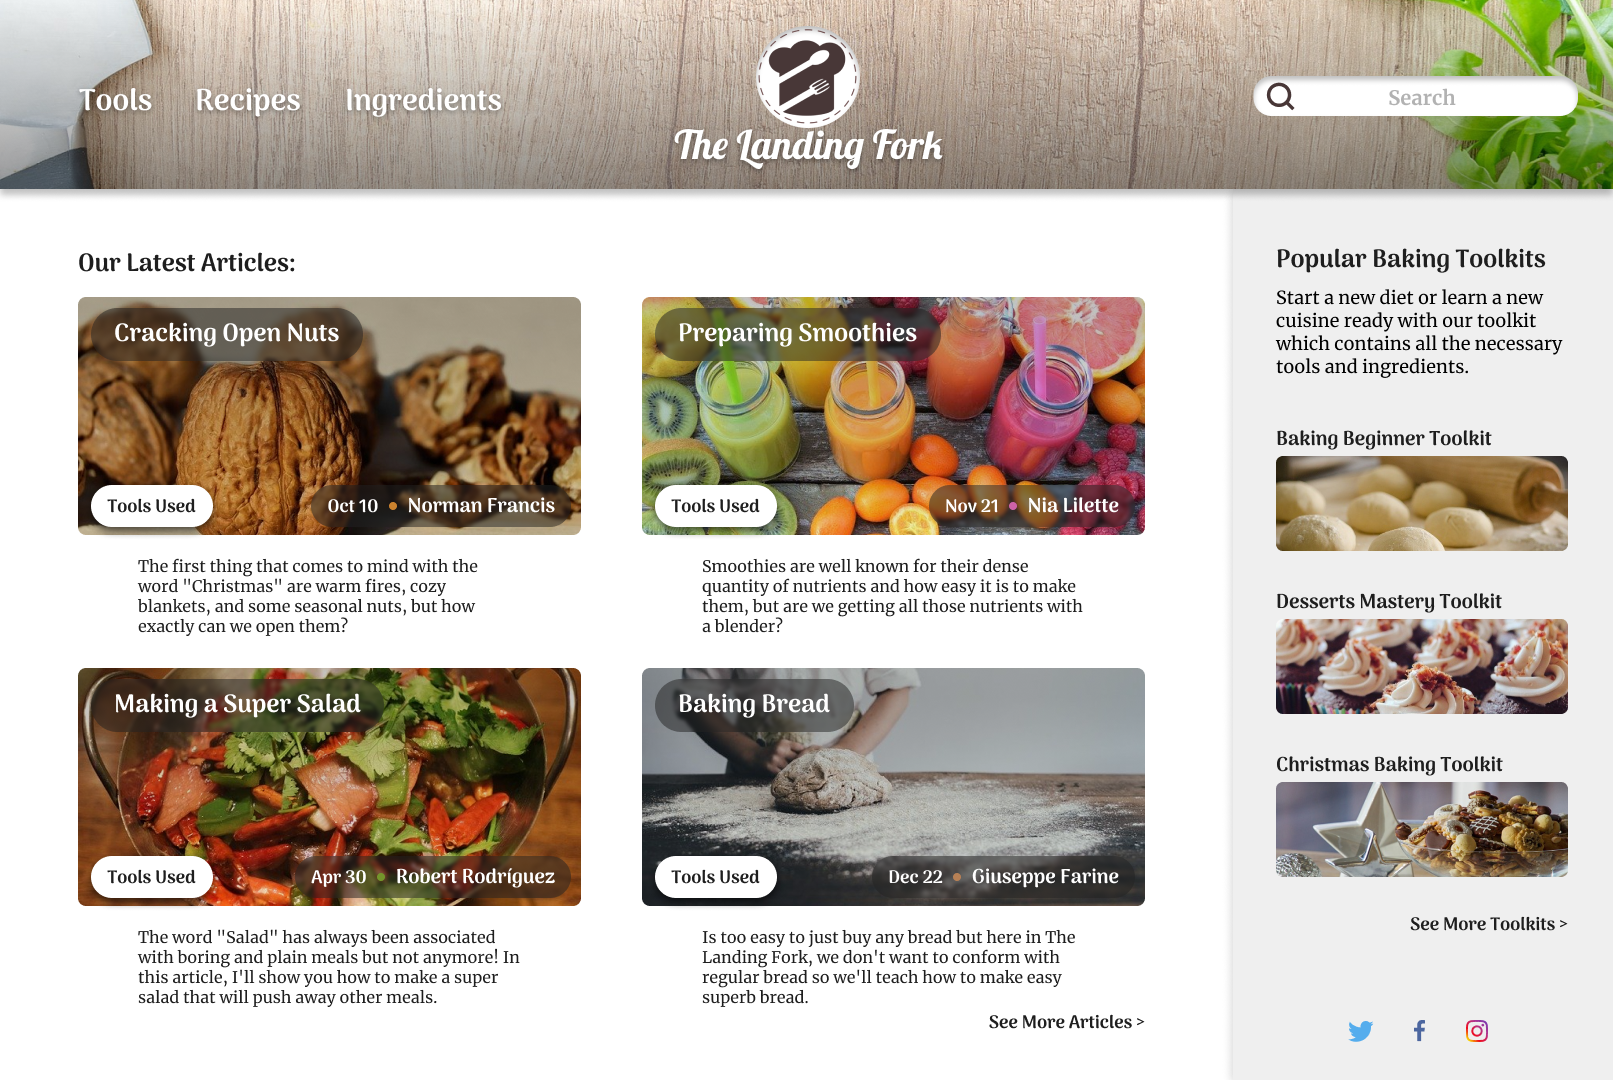 Tools
Recipes
Ingredients
The Landing Fork
Search
Our Latest Articles:
Cracking Open Nuts
Tools Used
Oct 10 • Norman Francis
The first thing that comes to mind with the
word "Christmas" are warm fires, cozy
blankets, and some seasonal nuts, but how
exactly can we open them?
Preparing Smoothies
Tools Used
Nov 21 • Nia Lilette
Smoothies are well known for their dense
quantity of nutrients and how easy it is to make
them, but are we getting all those nutrients with
a blender?
Making a Super Salad
Tools Used
Apr 30 • Robert Rodríguez
The word "Salad" has always been associated
with boring and plain meals but not anymore! In
this article, I'll show you how to make a super
salad that will push away other meals.
Baking Bread
Tools Used
Dec 22 • Giuseppe Farine
Is too easy to just buy any bread but here in The
Landing Fork, we don't want to conform with
regular bread so we'll teach how to make easy
superb bread.
See More Articles >
Popular Baking Toolkits
Start a new diet or learn a new
cuisine ready with our toolkit
which contains all the necessary
tools and ingredients.
Baking Beginner Toolkit
Desserts Mastery Toolkit
Christmas Baking Toolkit
See More Toolkits >